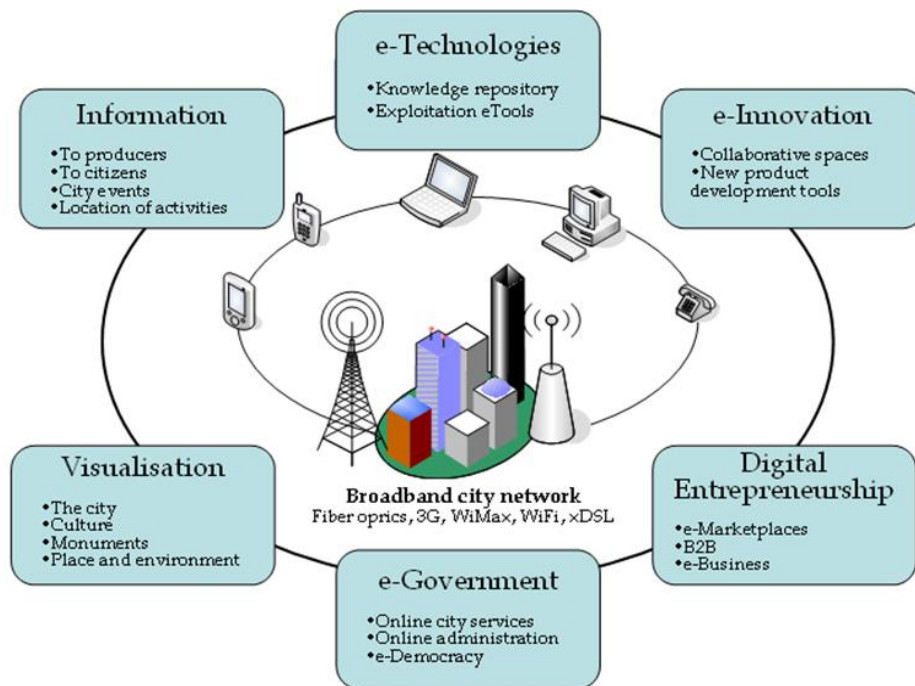 e-Technologies
•Knowledge repository
•Exploitation eTools
Information
•To producers
•To citizens
•City events
•Location of activities
e-Innovation
•Collaborative spaces
•New product
development tools
Visualisation
•The city
•Culture
•Monuments
•Place and environment
Broadband city network
Fiber oprics, 3G, WiMax, WiFi, xDSL
Digital
Entrepreneurship
•e-Marketplaces
•B2B
•e-Business
e-Government
•Online city services
•Online administration
•e-Democracy